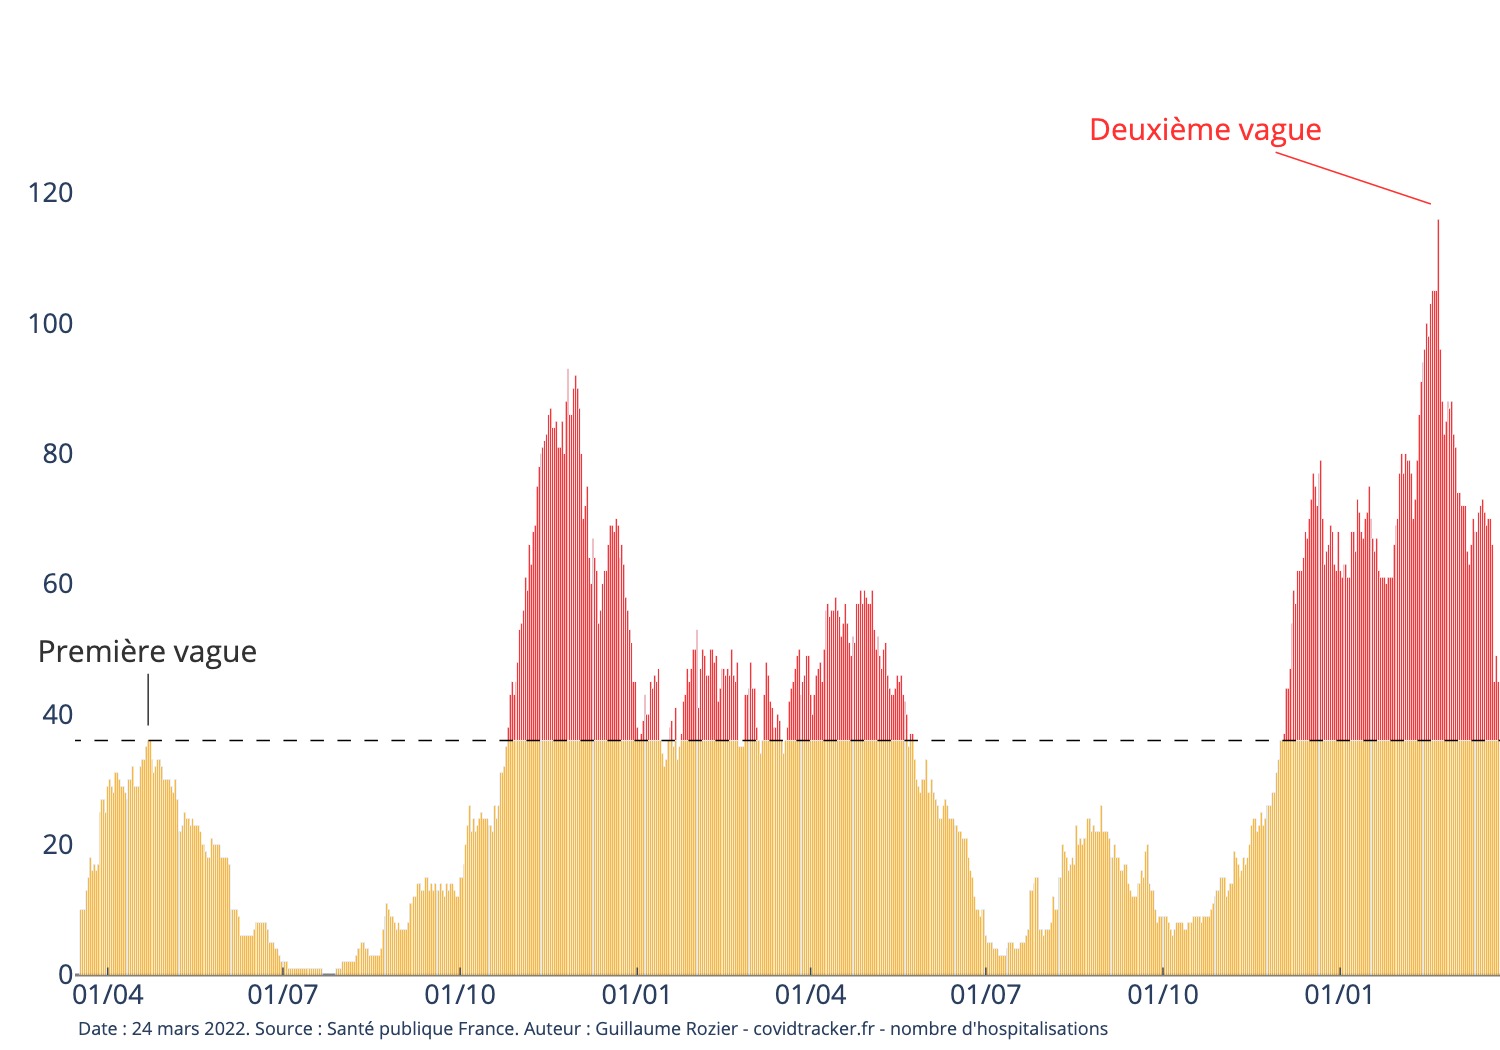 Deuxième vague
120
100
80
60
Première vague
40
20
0
01/04 01/07 01/10 01/01 01/04 01/07 01/10 01/01
Date : 24 mars 2022. Source : Santé publique France. Auteur : Guillaume Rozier - covidtracker.fr - nombre d'hospitalisations